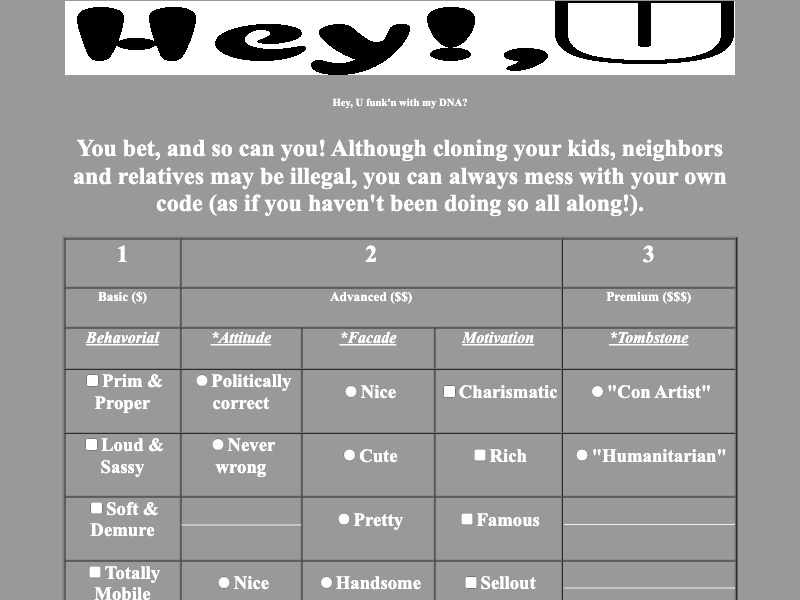 Hey!,U
Hey, U funk'n with my DNA?
You bet, and so can you! Although cloning your kids, neighbors
and relatives may be illegal, you can always mess with your own
code (as if you haven't been doing so all along!).
1 2 3
Basic ($) Advanced ($$) Premium ($$$)
Behavorial *Attitude *Facade Motivation *Tombstone
Prim &
Proper
Politically
correct
Nice
Charismatic
"Con Artist"
Loud &
Sassy
Never
wrong
Cute
Rich
"Humanitarian"
Soft &
Demure
Pretty
Famous
Totally
Mobile
Nice
Handsome
Sellout